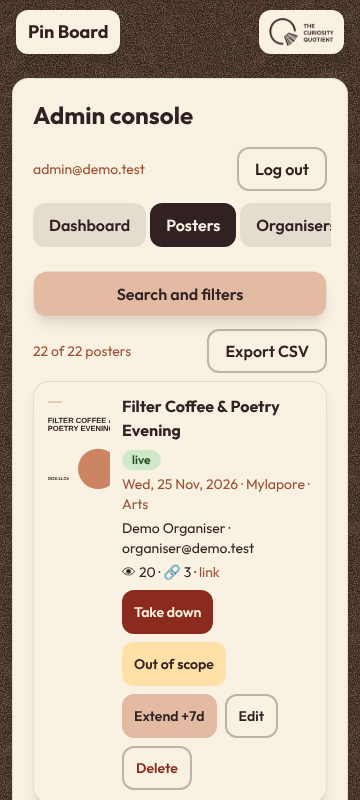 Pin Board
THE
CURIOSITY
QUOTIENT
Admin console
admin@demo.test
Log out
Dashboard
Posters
Organisers
Search and filters
22 of 22 posters
Export CSV
FILTER COFFEE
POETRY EVENIN
2026-11-25
Filter Coffee & Poetry
Evening
live
Wed, 25 Nov, 2026 · Mylapore ·
Arts
Demo Organiser ·
organiser@demo.test
👁 20 · 🔗 3 · link
Take down
Out of scope
Extend +7d
Edit
Delete